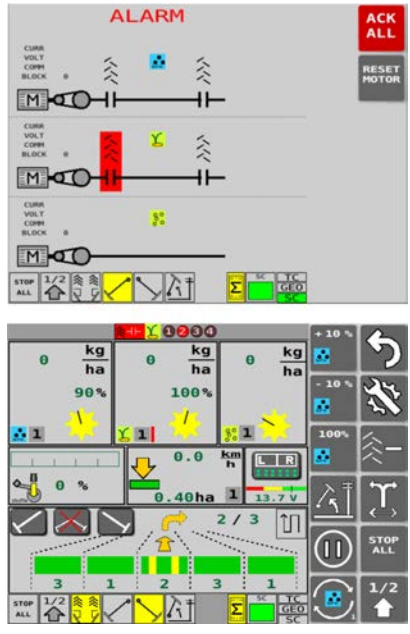 ALARM
ACK
ALL
RESET
MOTOR
CURR
VOLT
COMM
BLOCK 0
M
CURR
VOLT
COMM
BLOCK 0
M
CURR
VOLT
COMM
BLOCK 0
M
STOP
ALL
1/2
Σ
SC
TC
GEO
SC
1 2 3 4
0 kg
ha
90%
1
0 kg
ha
100%
1
0 kg
ha
1
+10 %
- 10 %
100%
0 %
0.0 km
h
0.40ha 1
L R
13.7 V
2 / 3
3 1 2 3 1
STOP
ALL
1/2
1
STOP
ALL
1/2
Σ
SC
TC
GEO
SC